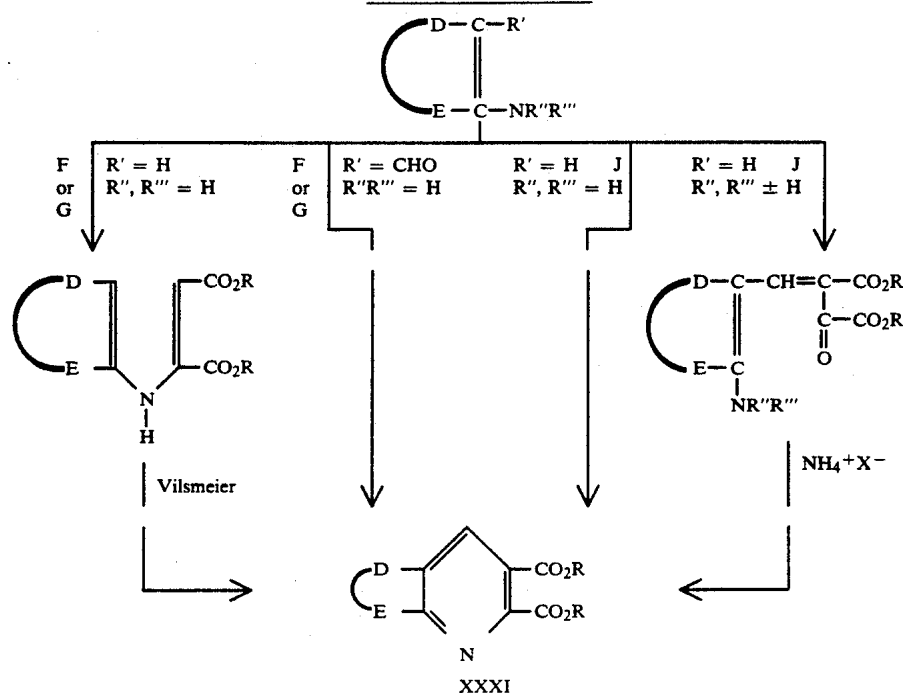 D—C—R'
E—C—NR''R'''
F or G
R' = H
R'', R''' = H
F or G
R' = CHO
R''R''' = H
R' = H J
R'', R''' = H
R' = H J
R'', R''' ± H
D
CO₂R
E
CO₂R
N
H
D—C—CH=C—CO₂R
C—CO₂R
O
E—C
NR''R'''
Vilsmeier
NH₄⁺X⁻
D
CO₂R
E
CO₂R
N
XXXI